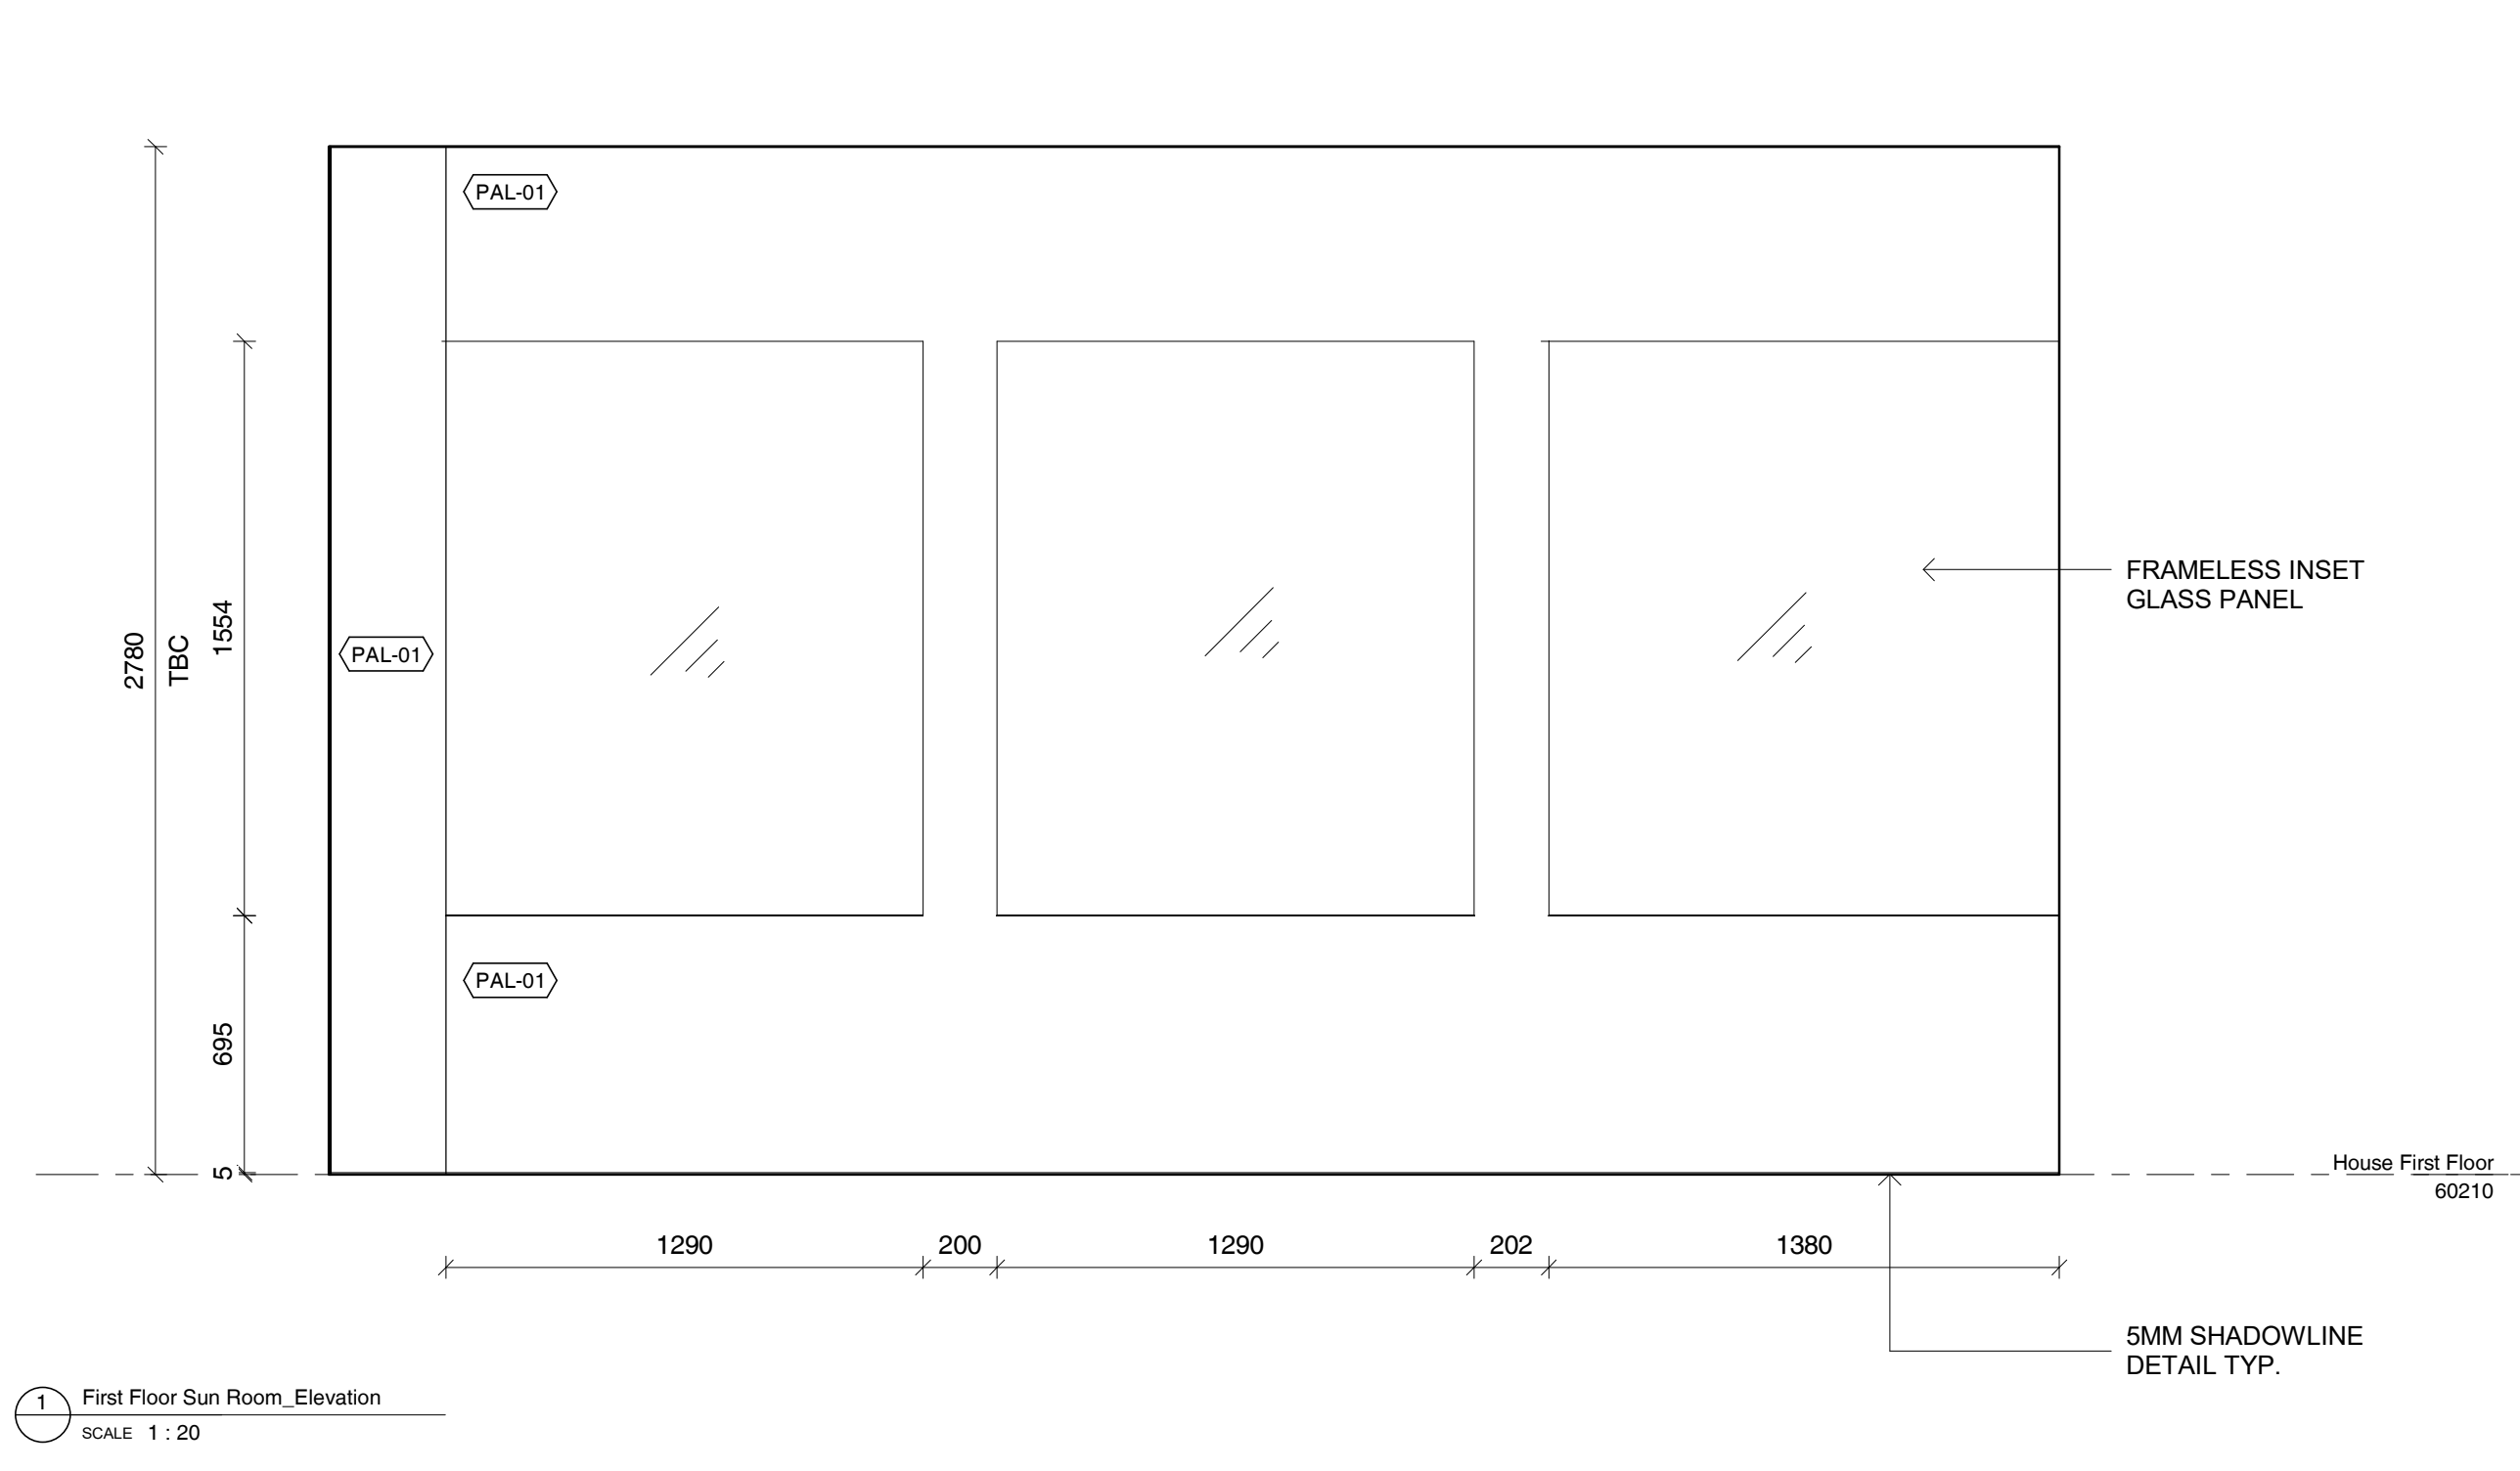 PAL-01
FRAMELESS INSET
GLASS PANEL
1554
2780
TBC
PAL-01
PAL-01
695
5
House First Floor
60210
1290
200
1290
202
1380
5MM SHADOWLINE
DETAIL TYP.
1
First Floor Sun Room_Elevation
SCALE 1 : 20